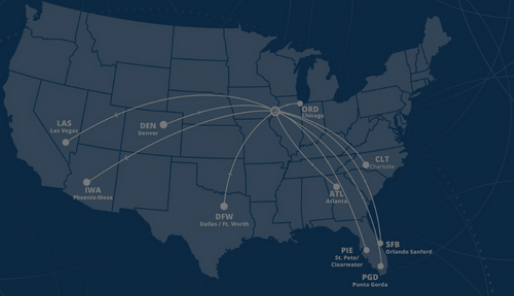 ORD
Chicago
LAS
Las Vegas
DEN
Denver
CLT
Charlotte
IWA
Phoenix-Mesa
ATL
Atlanta
DFW
Dallas / Ft. Worth
PIE
St. Pete/
Clearwater
SFB
Orlando Sanford
PGD
Punta Gorda